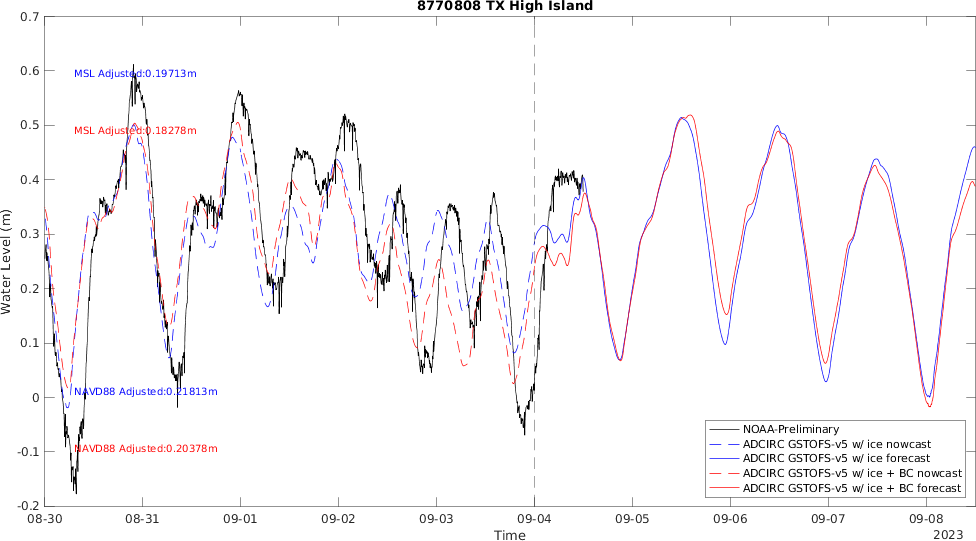 8770808 TX High Island
0.7
0.6
0.5
0.4
0.3
0.2
0.1
0
-0.1
-0.2
Water Level (m)
MSL Adjusted:0.19713m
MSL Adjusted:0.18278m
NAVD88 Adjusted:0.21813m
NAVD88 Adjusted:0.20378m
NOAA-Preliminary
ADCIRC GSTOFS-v5 w/ ice nowcast
ADCIRC GSTOFS-v5 w/ ice forecast
ADCIRC GSTOFS-v5 w/ ice + BC nowcast
ADCIRC GSTOFS-v5 w/ ice + BC forecast
08-30 08-31 09-01 09-02 09-03 09-04 09-05 09-06 09-07 09-08
Time
2023